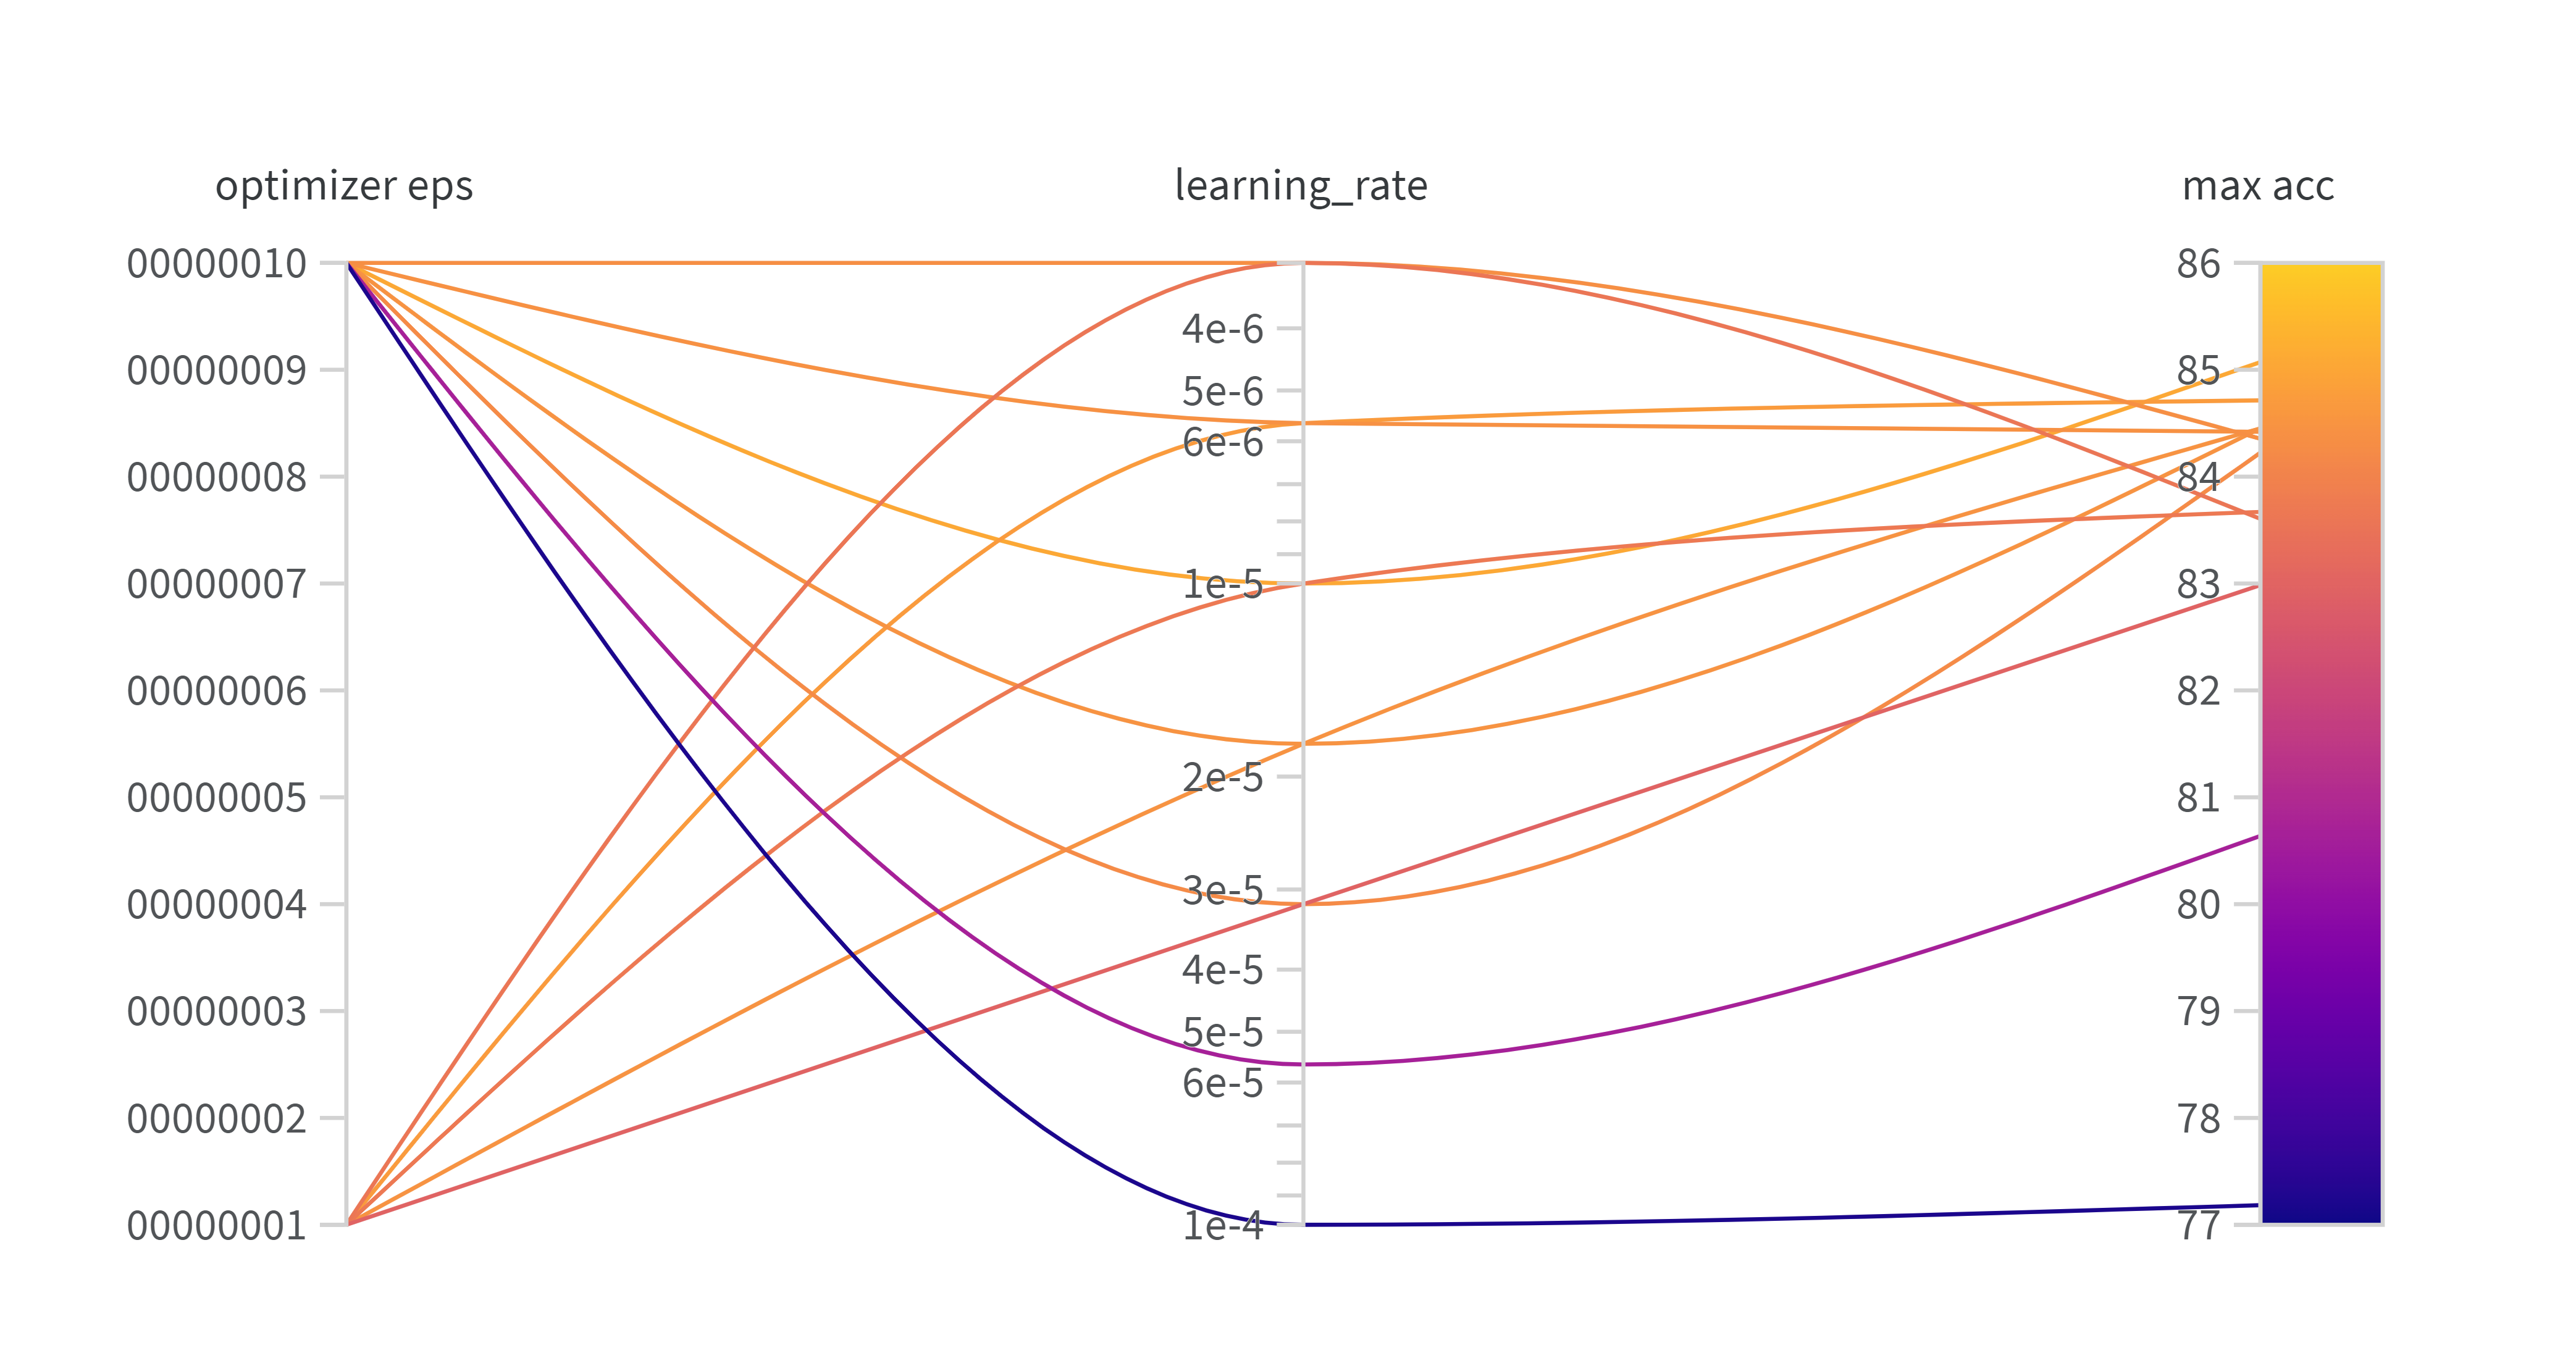 optimizer eps
learning_rate
max acc
00000010
00000009
00000008
00000007
00000006
00000005
00000004
00000003
00000002
00000001
4e-6
5e-6
6e-6
1e-5
2e-5
3e-5
4e-5
5e-5
6e-5
1e-4
86
85
84
83
82
81
80
79
78
77